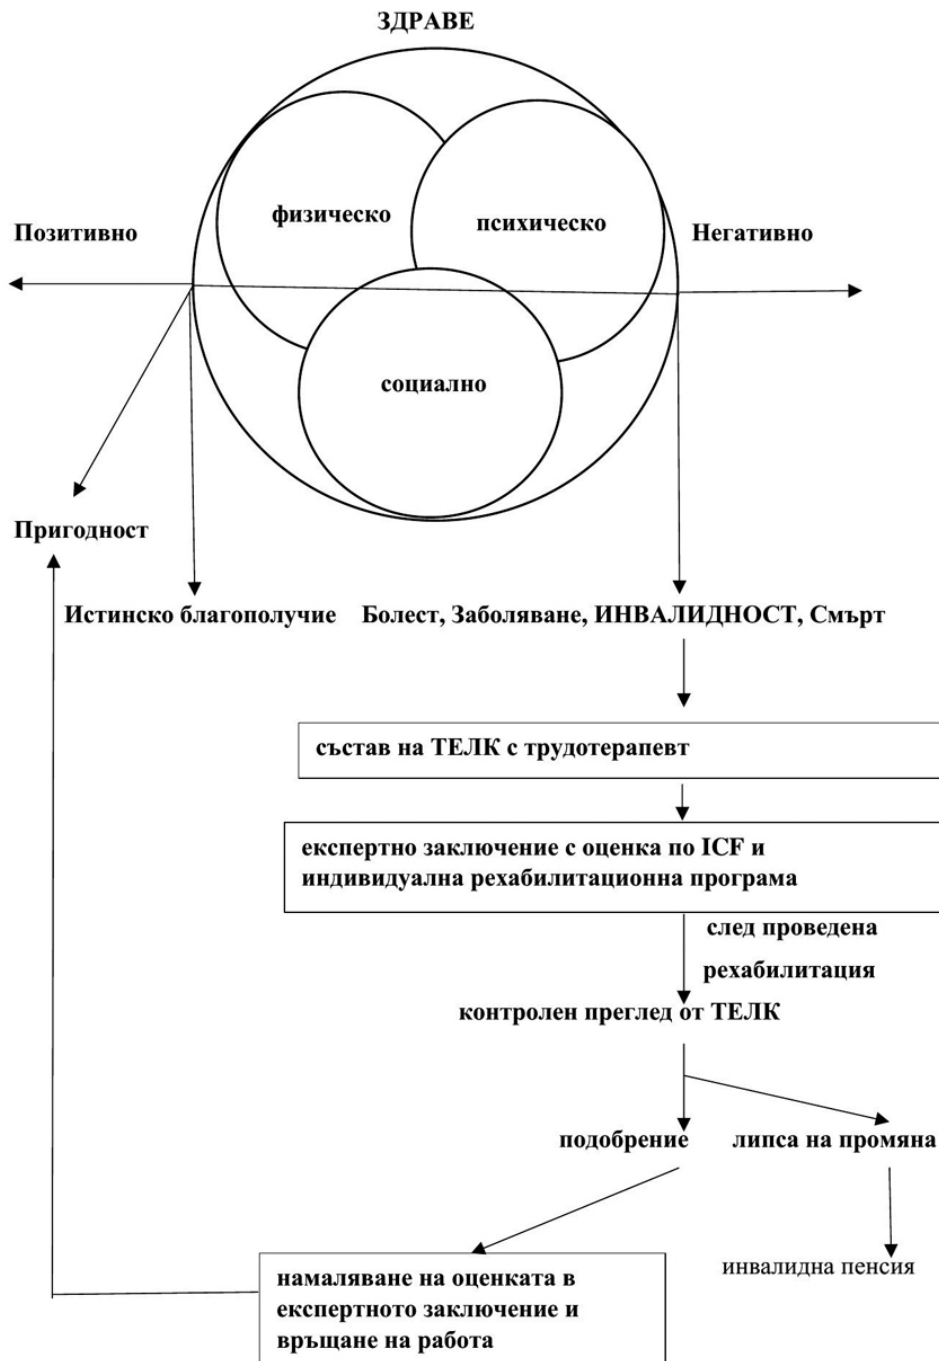 ЗДРАВЕ
физическо
психическо
Позитивно
Негативно
социално
Пригодност
Истинско благополучие
Болест, Заболяване, ИНВАЛИДНОСТ, Смърт
състав на ТЕЛК с трудотерапевт
експертно заключение с оценка по ICF и
индивидуална рехабилитационна програма
след проведена
рехабилитация
контролен преглед от ТЕЛК
подобрение
липса на промяна
инвалидна пенсия
намаляване на оценката в
експертното заключение и
връщане на работа